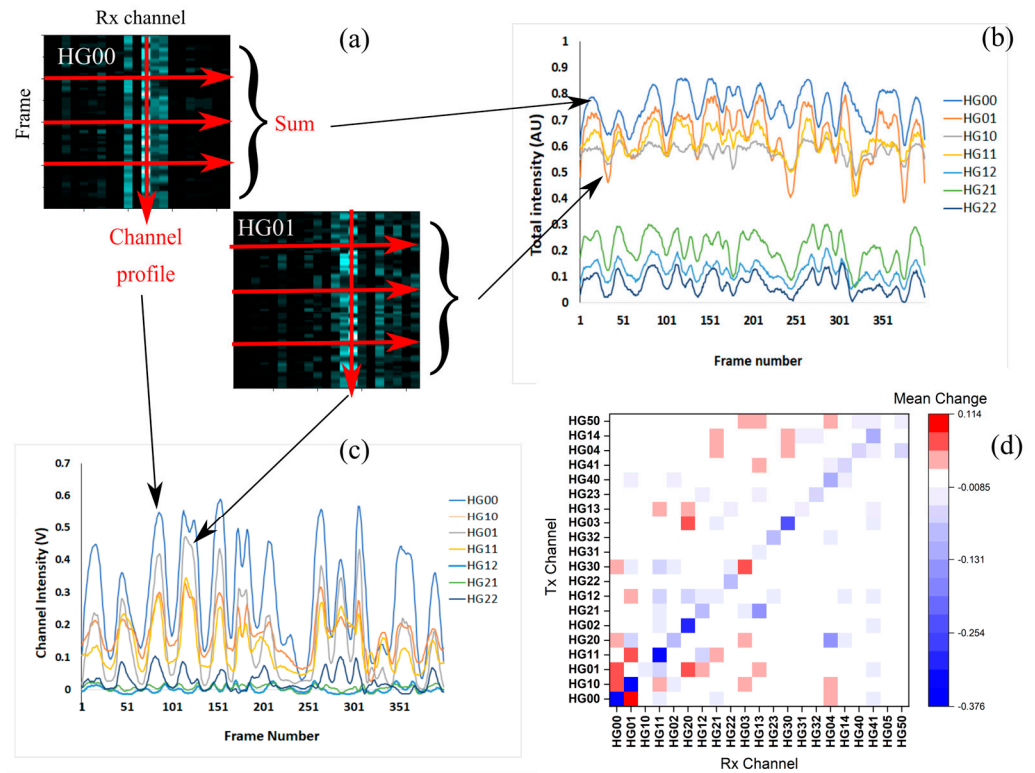 Rx channel
(a)
HG00
Frame
Sum
Channel
profile
HG01
(b)
Total intensity (AU)
1
0.9
0.8
0.7
0.6
0.5
0.4
0.3
0.2
0.1
0
1 51 101 151 201 251 301 351
Frame number
HG00
HG01
HG10
HG11
HG12
HG21
HG22
(c)
Channel Intensity (V)
0.7
0.6
0.5
0.4
0.3
0.2
0.1
0
1 51 101 151 201 251 301 351
Frame Number
HG00
HG10
HG01
HG11
HG12
HG21
HG22
Mean Change
(d)
0.114
-0.0085
-0.131
-0.254
-0.376
Tx Channel
HG50
HG14
HG04
HG41
HG40
HG23
HG13
HG03
HG32
HG31
HG30
HG22
HG12
HG21
HG02
HG20
HG11
HG01
HG10
HG00
HG00 HG01 HG10 HG11 HG02 HG20 HG12 HG21 HG22 HG03 HG13 HG30 HG31 HG32 HG04 HG14 HG40 HG41 HG05 HG50
Rx Channel